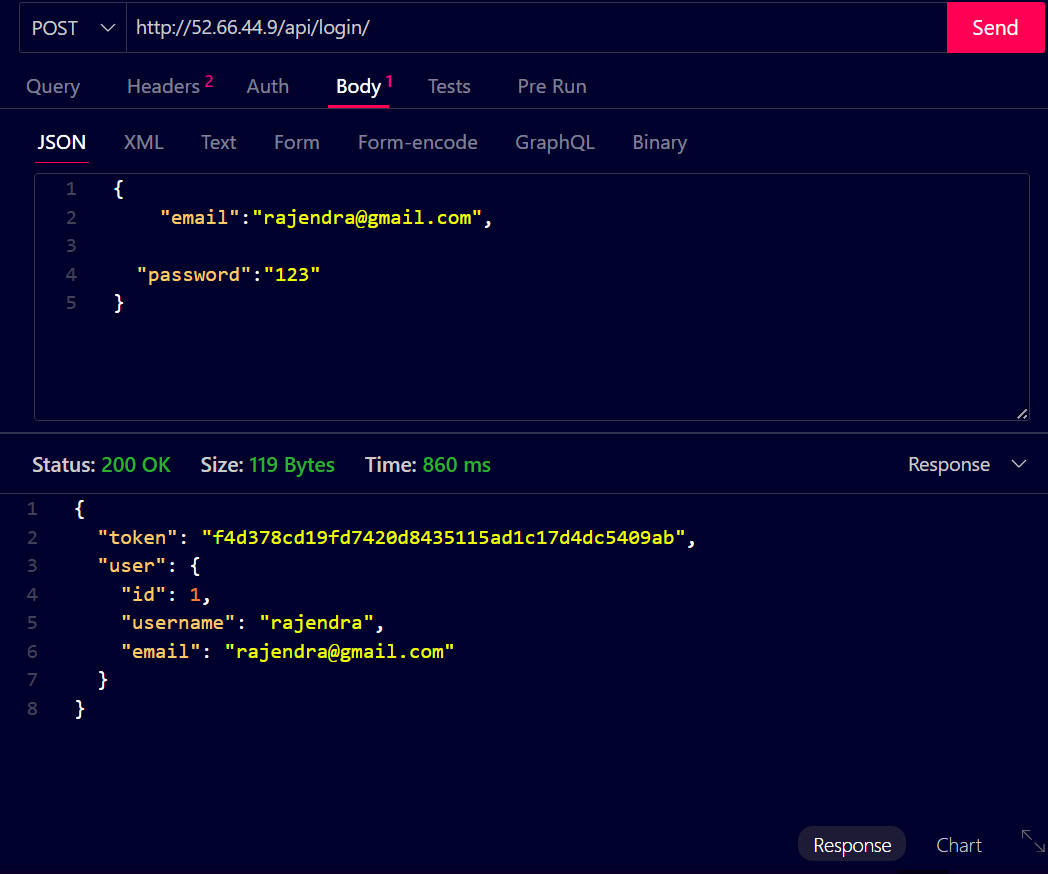 POST http://52.66.44.9/api/login/ Send
Query Headers 2 Auth Body 1 Tests Pre Run
JSON XML Text Form Form-encode GraphQL Binary
1 {
2 "email":"rajendra@gmail.com",
3
4 "password":"123"
5 }
Status: 200 OK Size: 119 Bytes Time: 860 ms Response
1 {
2 "token": "f4d378cd19fd7420d8435115ad1c17d4dc5409ab",
3 "user": {
4 "id": 1,
5 "username": "rajendra",
6 "email": "rajendra@gmail.com"
7 }
8 }
Response Chart